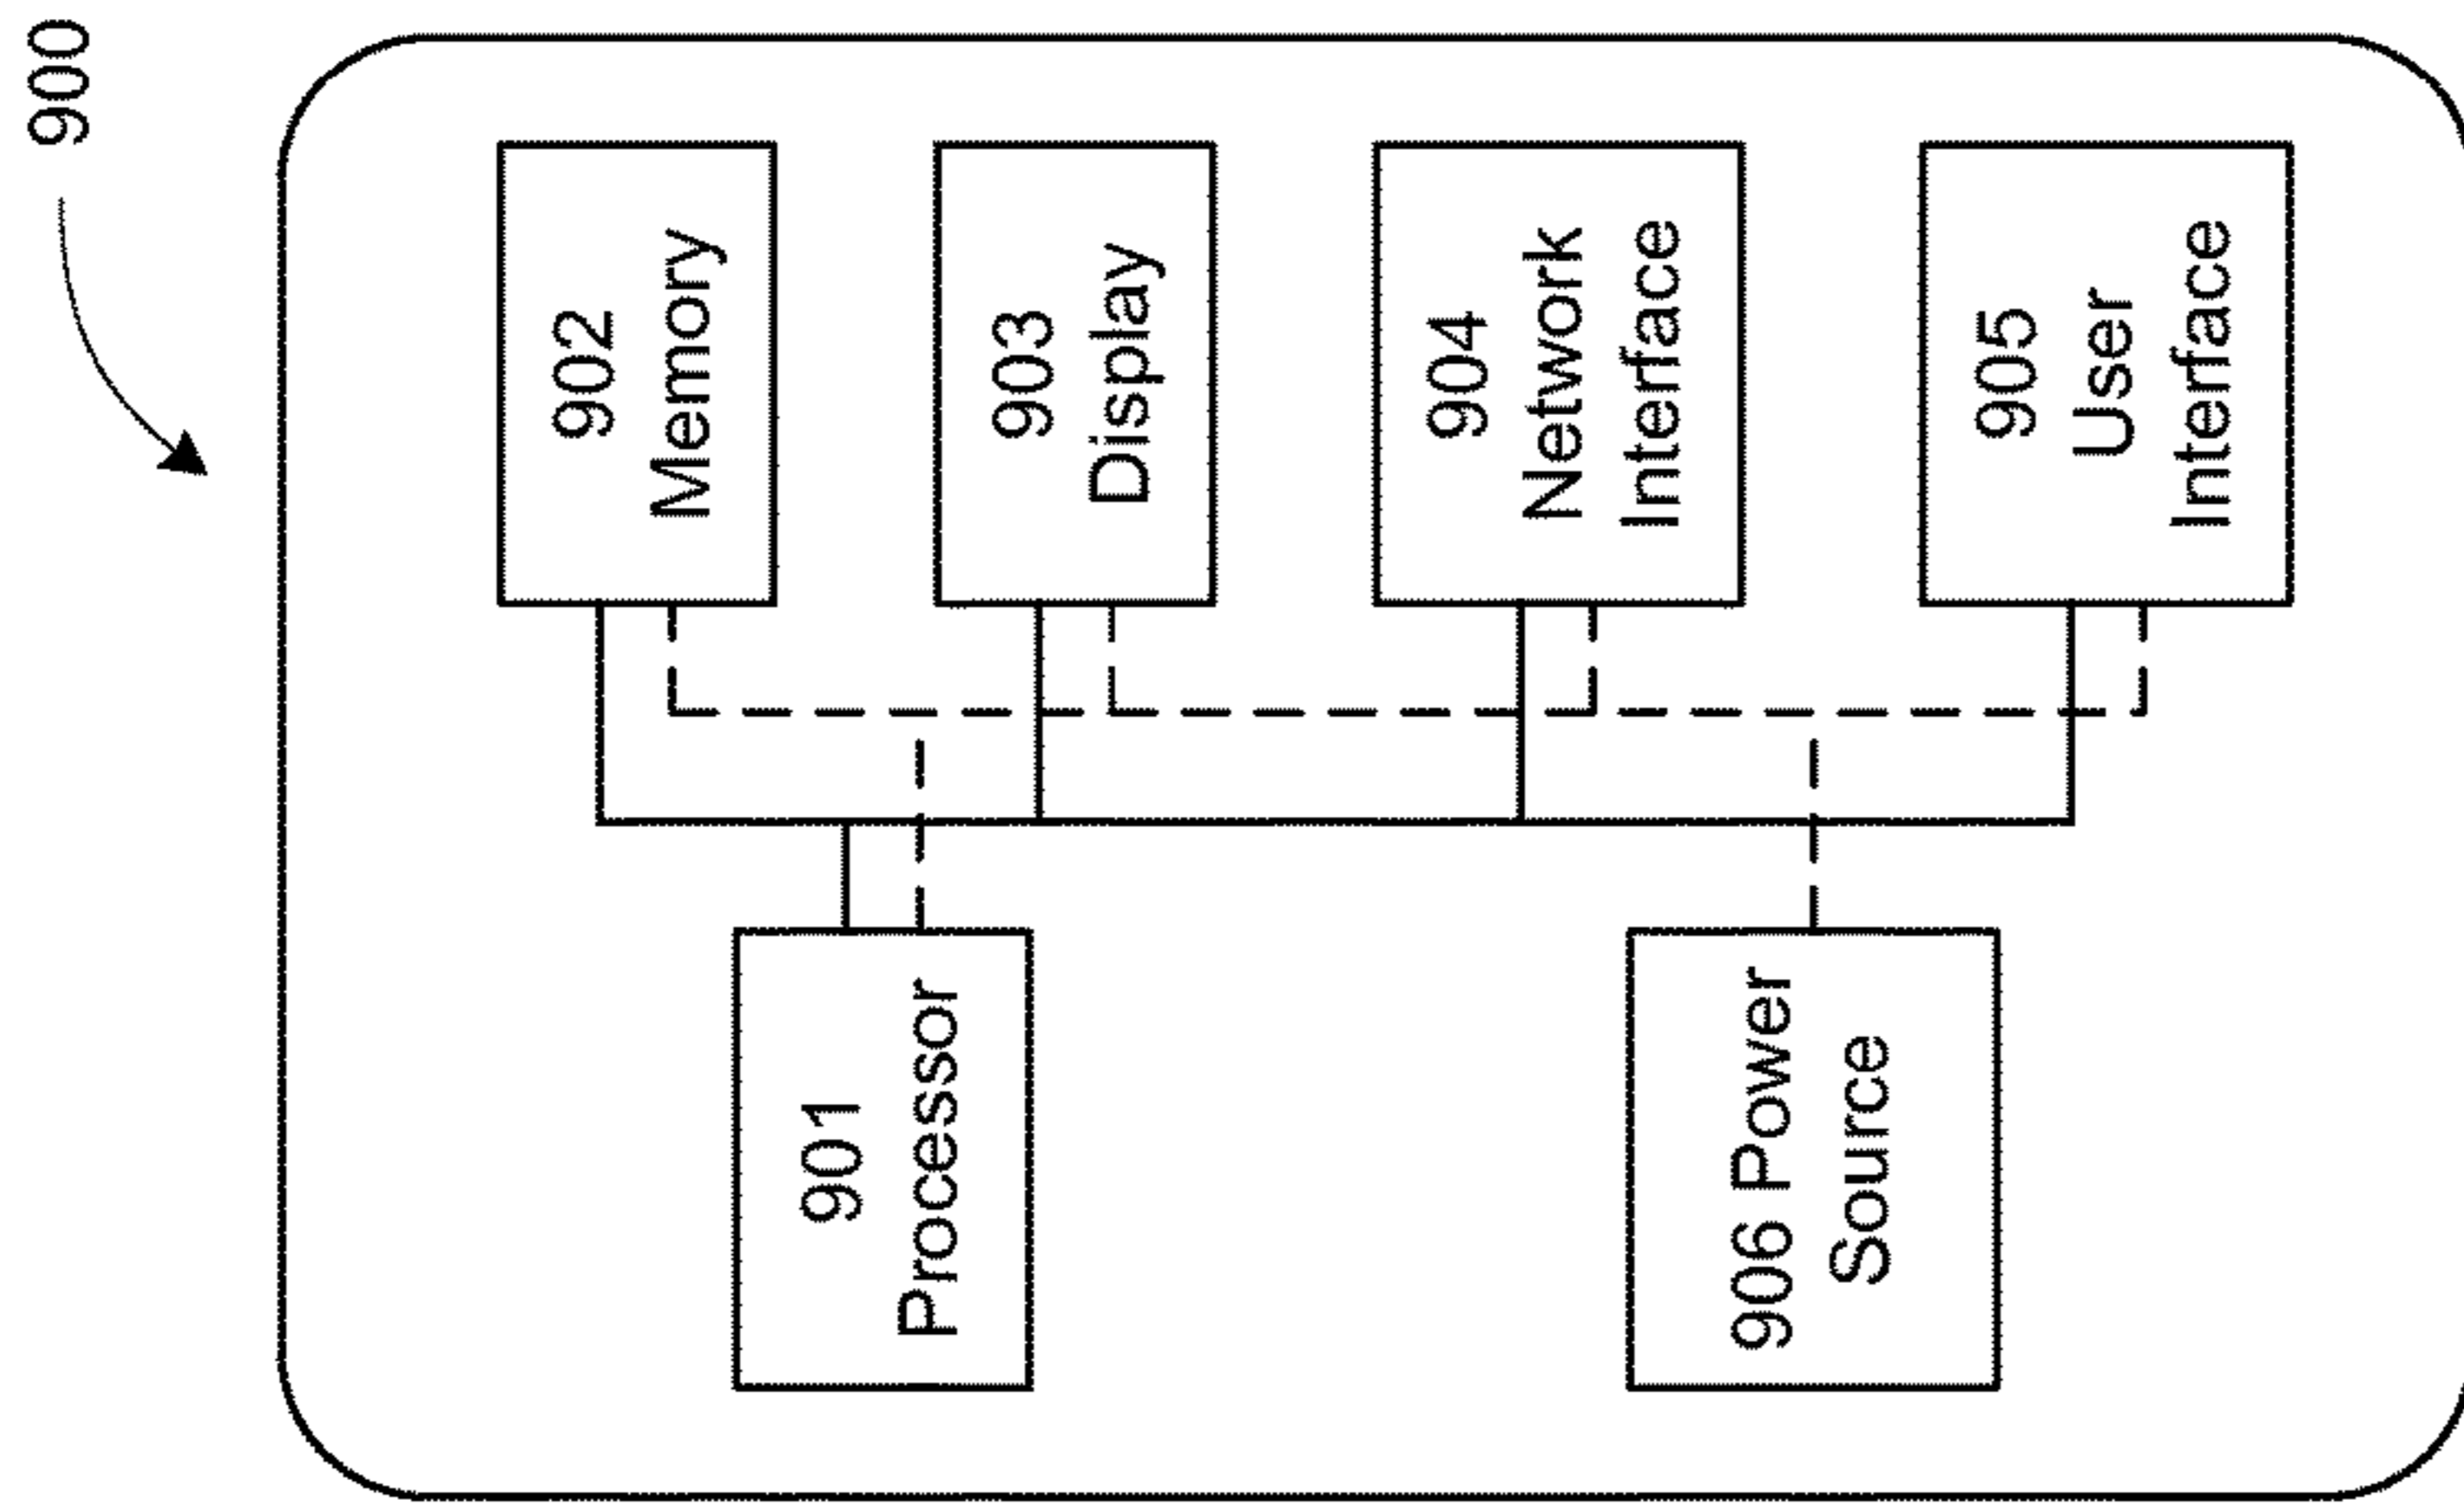 900
902
Memory
903
Display
904
Network
Interface
905
User
Interface
901
Processor
906 Power
Source